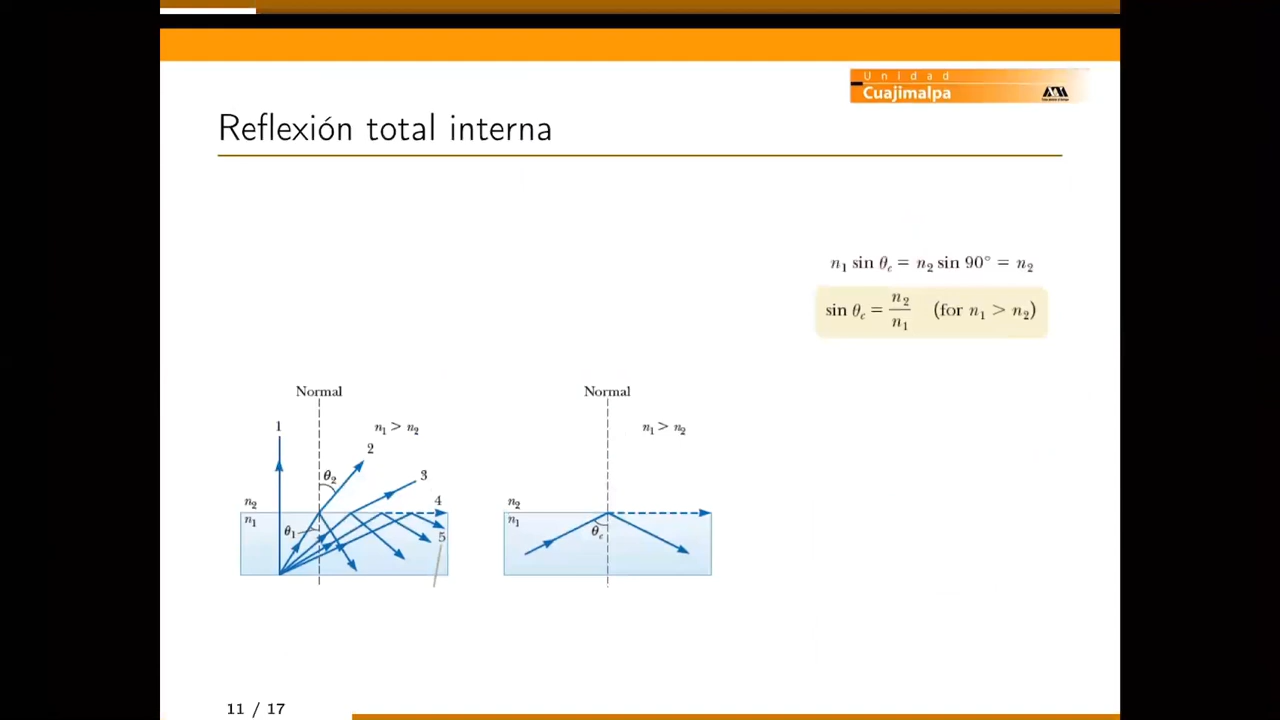 Unidad
Cuajimalpa
Reflexión total interna
n₁ sin θ_c = n₂ sin 90° = n₂
sin θ_c = n₂/n₁ (for n₁ > n₂)
Normal
1
n₁ > n₂
2
θ₂
3
4
n₂
n₁
θ₁
5
Normal
n₁ > n₂
n₂
n₁
θ_c
11 / 17